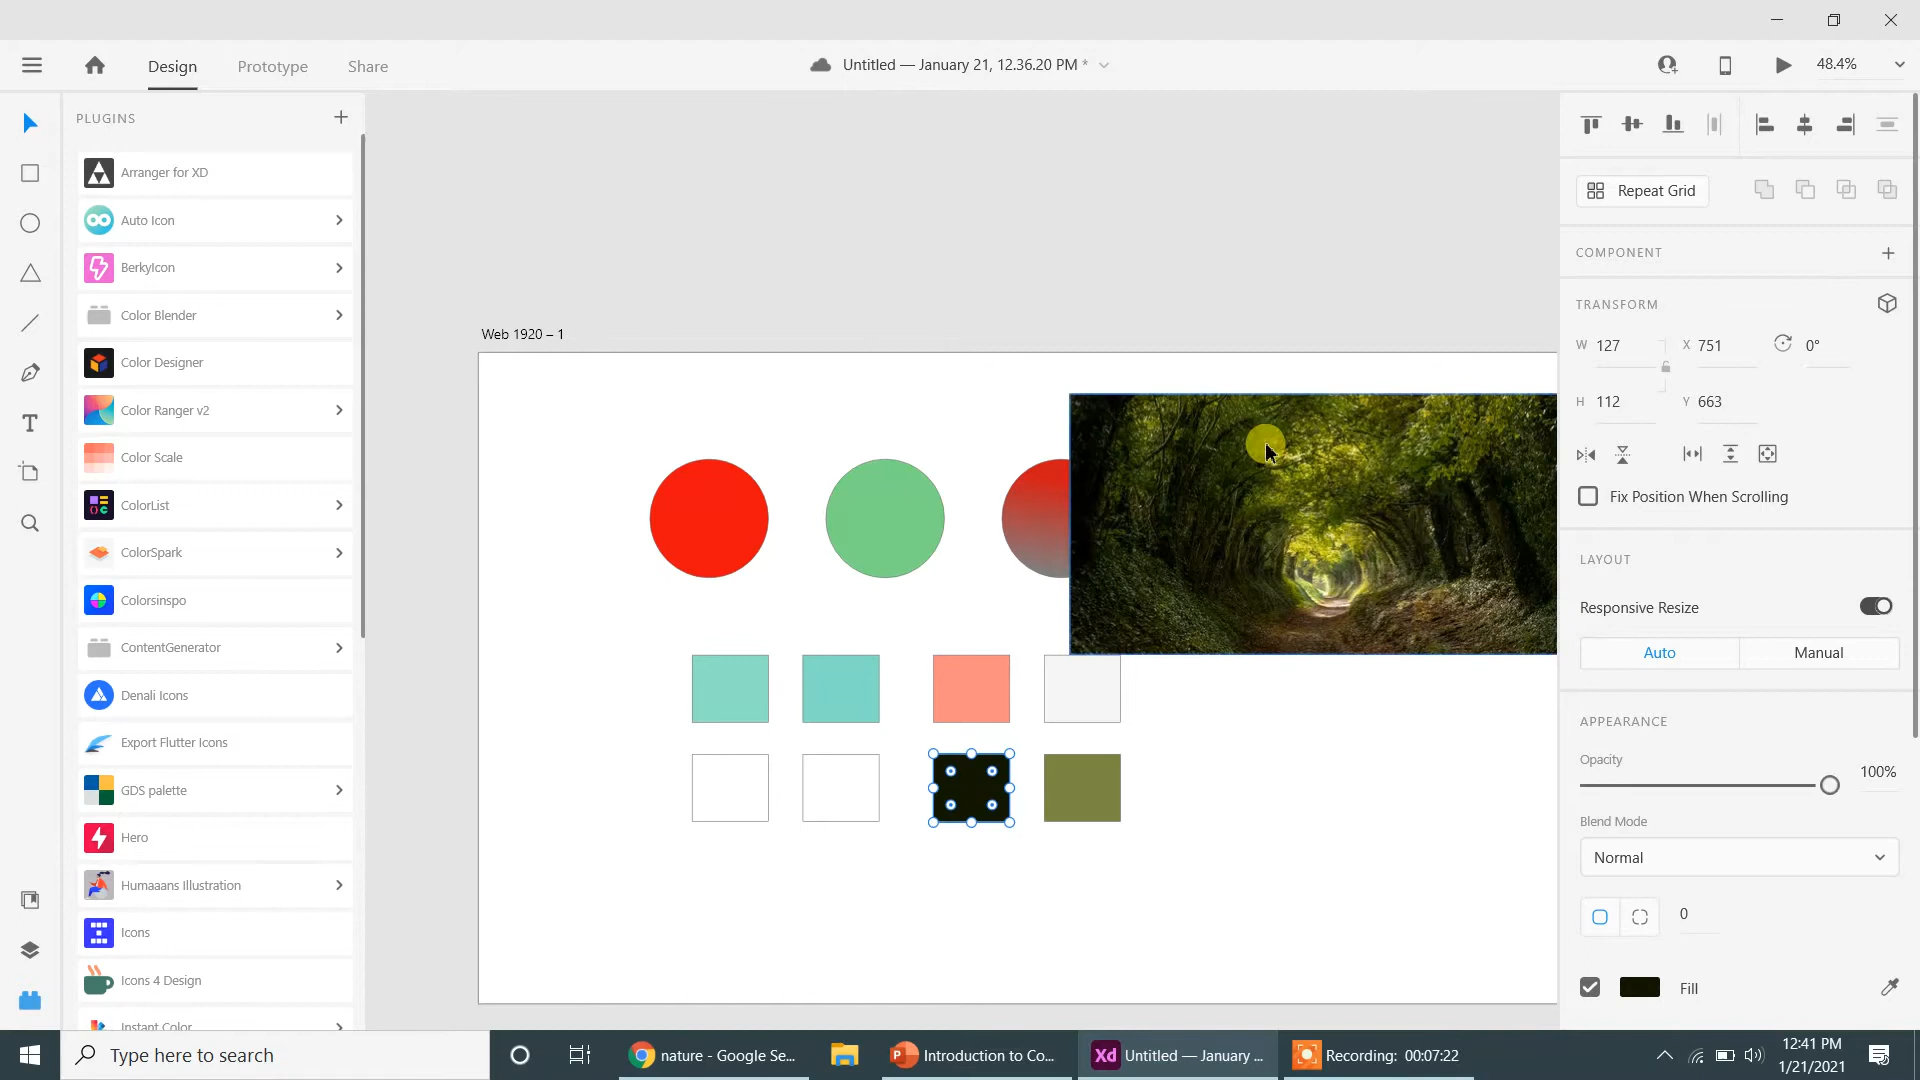 Design
Prototype
Share
Untitled — January 21, 12.36.20 PM *
48.4%
PLUGINS
Arranger for XD
Auto Icon
BerkyIcon
Color Blender
Color Designer
Color Ranger v2
Color Scale
ColorList
ColorSpark
Colorsinspo
ContentGenerator
Denali Icons
Export Flutter Icons
GDS palette
Hero
Humaaans Illustration
Icons
Icons 4 Design
Instant Color
Web 1920 – 1
Repeat Grid
COMPONENT
TRANSFORM
W 127 X 751 0°
H 112 Y 663
Fix Position When Scrolling
LAYOUT
Responsive Resize
Auto Manual
APPEARANCE
Opacity
100%
Blend Mode
Normal
0
Fill
Type here to search
nature - Google Se...
P Introduction to Co...
Xd Untitled — January ...
Recording: 00:07:22
12:41 PM
1/21/2021